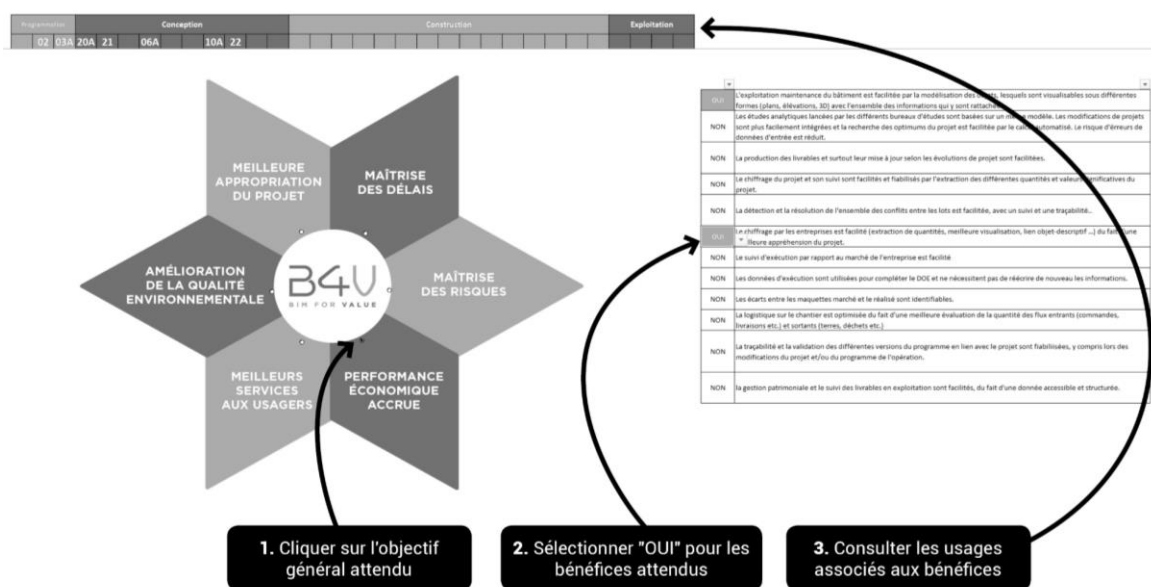 Programmation Conception Construction Exploitation
02 03A 20A 21 06A 10A 22
MEILLEURE
APPROPRIATION
DU PROJET
MAÎTRISE
DES DÉLAIS
AMÉLIORATION
DE LA QUALITÉ
ENVIRONNEMENTALE
B4V
BIM FOR VALUE
MAÎTRISE
DES RISQUES
MEILLEURS
SERVICES
AUX USAGERS
PERFORMANCE
ÉCONOMIQUE
ACCRUE
OUI L'exploitation maintenance du bâtiment est facilitée par la modélisation des lesquels sont visualisables sous différentes
formes (plans, élévations, 3D) avec l'ensemble des informations qui y sont
NON Les études analytiques lancées par les différents bureaux d'études sont basées sur un modèle. Les modifications de projets
sont plus facilement intégrées et la recherche des optimums du projet est facilitée par le automatisé. Le risque d'érreurs de
données d'entrée est réduit.
NON La production des livrables et surtout leur mise à jour selon les évolutions de projet sont facilitées.
NON Le chiffrage du projet et son suivi sont facilités et fiabilisés par l'extraction des différentes quantités et du
projet.
NON La détection et la résolution de l'ensemble des conflits entre les lots est facilitée, avec un suivi et une traçabilité..
OUI Le chiffrage par les entreprises est facilité (extraction de quantités, meilleure visualisation, lien objet-descriptif ...) du
appréhension du projet.
NON Le suivi d'exécution par rapport au marché de l'entreprise est facilité
NON Les données d'exécution sont utilisées pour compléter le DOE et ne nécessitent pas de réécrire de nouveau les informations.
NON Les écarts entre les maquettes marché et le réalisé sont identifiables.
NON La logistique sur le chantier est optimisée du fait d'une meilleure évaluation de la quantité des flux entrants (commandes,
livraisons etc.) et sortants (terres, déchets etc.)
NON La traçabilité et la validation des différentes versions du programme en lien avec le projet sont fiabilisées, y compris lors des
modifications du projet et/ou du programme de l'opération.
NON la gestion patrimoniale et le suivi des livrables en exploitation sont facilités, du fait d'une donnée accessible et structurée.
1. Cliquer sur l'objectif
général attendu
2. Sélectionner "OUI" pour les
bénéfices attendus
3. Consulter les usages
associés aux bénéfices